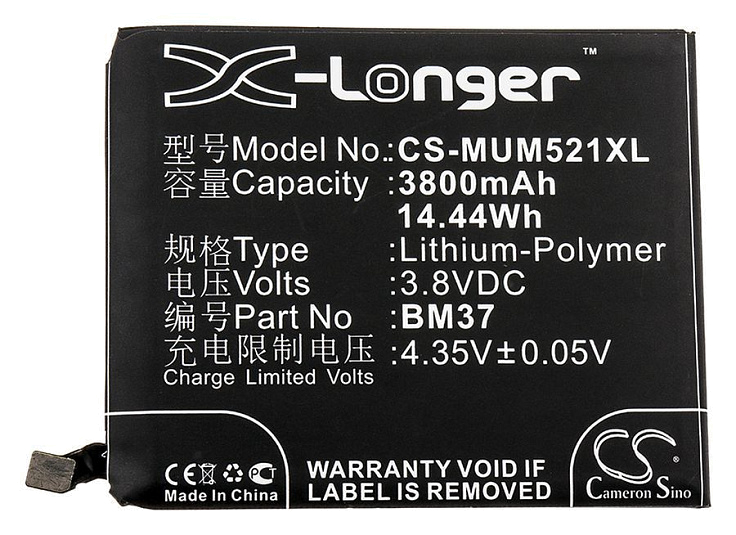 X-Longer™
型号Model No.:CS-MUM521XL
容量Capacity :3800mAh
14.44Wh
规格Type :Lithium-Polymer
电压Volts :3.8VDC
编号Part No :BM37
充电限制电压 :4.35V±0.05V
Charge Limited Volts
CE PCT
Made In China
WARRANTY VOID IF
LABEL IS REMOVED
CS®
Cameron Sino